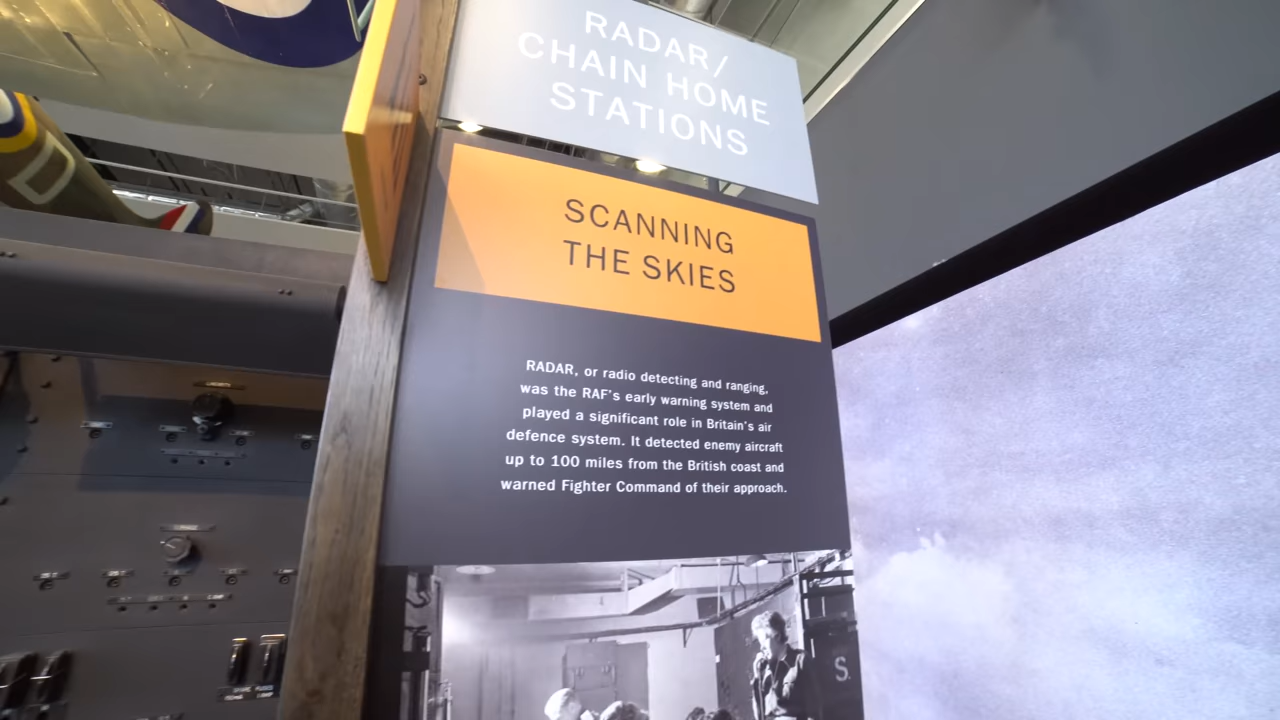 RADAR/
CHAIN HOME
STATIONS
SCANNING
THE SKIES
RADAR, or radio detecting and ranging,
was the RAF's early warning system and
played a significant role in Britain's air
defence system. It detected enemy aircraft
up to 100 miles from the British coast and
warned Fighter Command of their approach.
S.
D